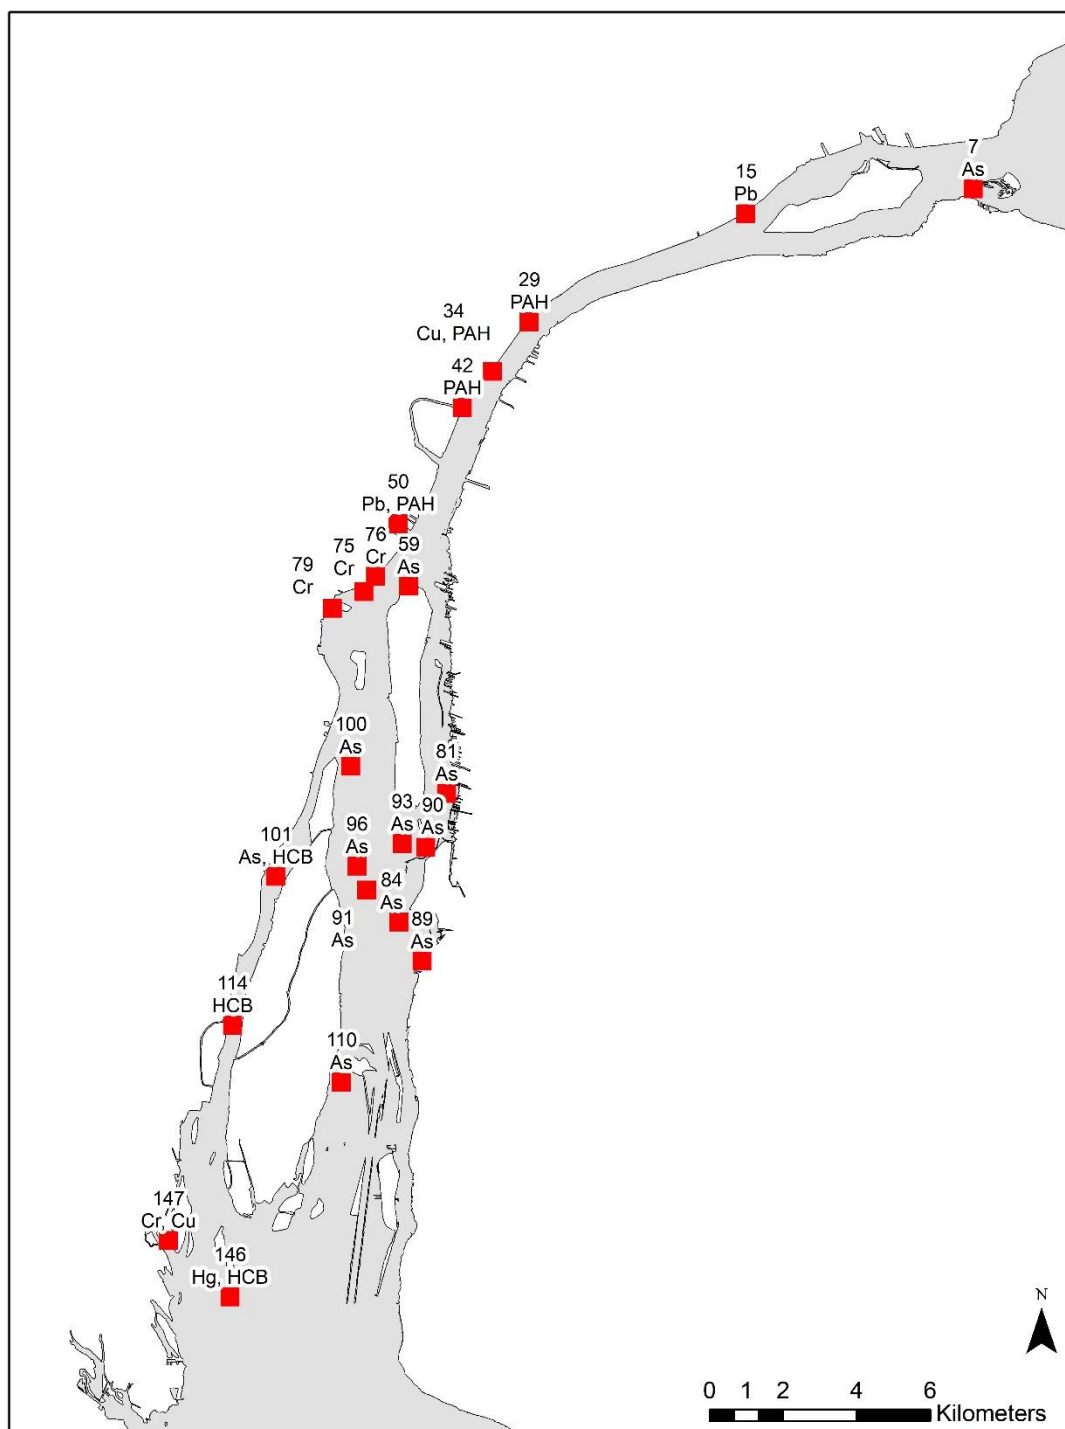 7
As
15
Pb
29
PAH
34
Cu, PAH
42
PAH
50
Pb, PAH
76
Cr
59
As
75
Cr
79
Cr
100
As
81
As
93
As
90
As
101
As, HCB
96
As
84
As
91
As
89
As
114
HCB
110
As
147
Cr, Cu
146
Hg, HCB
N
0 1 2 4 6
Kilometers